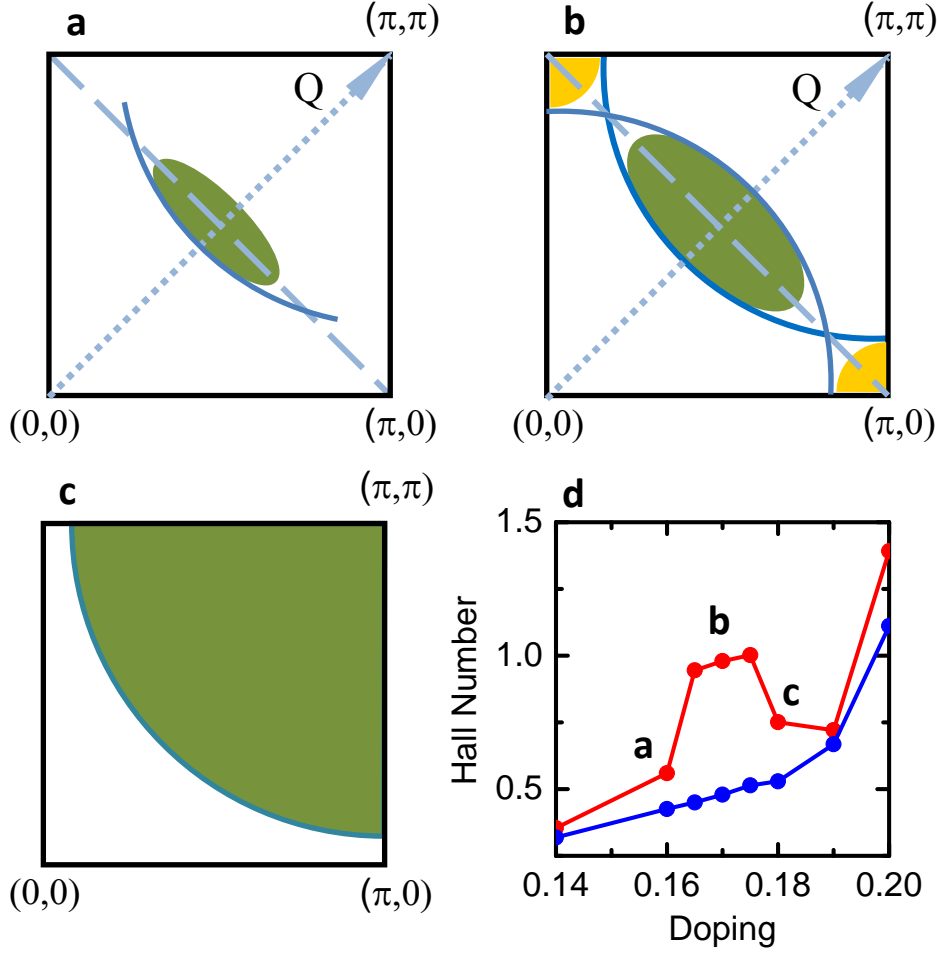 a
(π,π)
Q
(0,0)
(π,0)
b
(π,π)
Q
(0,0)
(π,0)
c
(π,π)
(0,0)
(π,0)
d
1.5
1.0
0.5
Hall Number
a
b
c
0.14
0.16
0.18
0.20
Doping